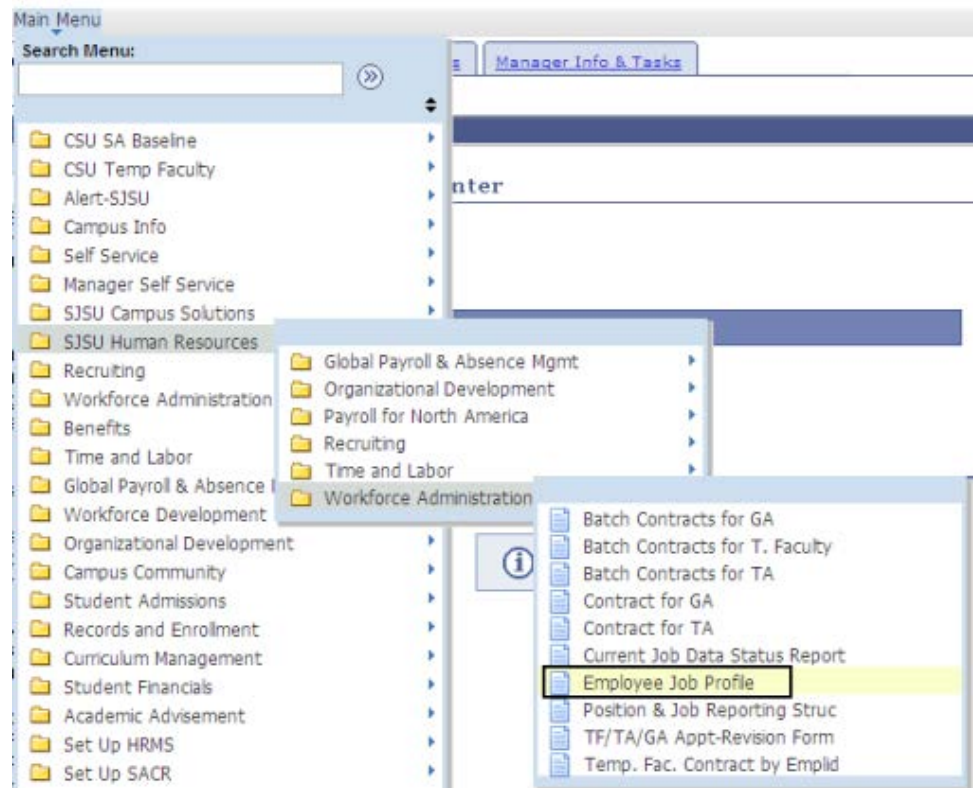 Main Menu
Search Menu:
Manager Info & Tasks
nter
CSU SA Baseline
CSU Temp Faculty
Alert-SJSU
Campus Info
Self Service
Manager Self Service
SJSU Campus Solutions
SJSU Human Resources
Recruiting
Workforce Administration
Benefits
Time and Labor
Global Payroll & Absence
Workforce Development
Organizational Development
Campus Community
Student Admissions
Records and Enrollment
Curriculum Management
Student Financials
Academic Advisement
Set Up HRMS
Set Up SACR
Global Payroll & Absence Mgmt
Organizational Development
Payroll for North America
Recruiting
Time and Labor
Workforce Administration
Batch Contracts for GA
Batch Contracts for T. Faculty
Batch Contracts for TA
Contract for GA
Contract for TA
Current Job Data Status Report
Employee Job Profile
Position & Job Reporting Struc
TF/TA/GA Appt-Revision Form
Temp. Fac. Contract by Emplid